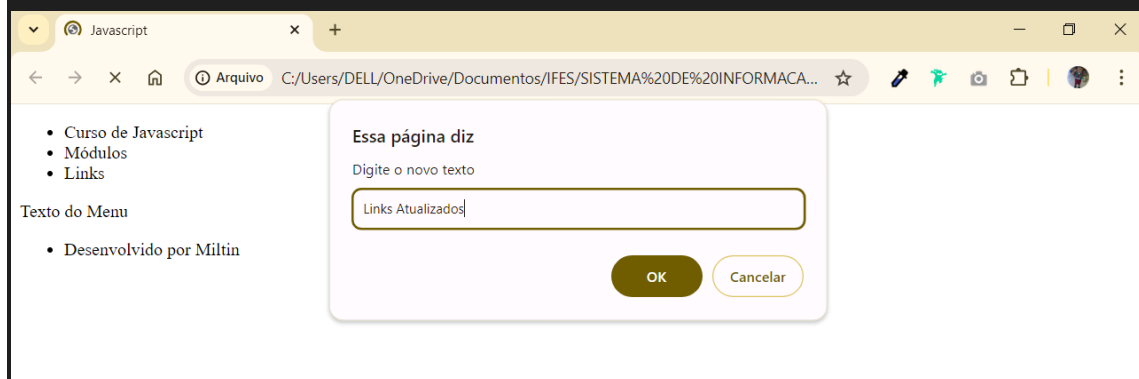 Javascript
Arquivo C:/Users/DELL/OneDrive/Documentos/IFES/SISTEMA%20DE%20INFORMACA...
Essa página diz
Digite o novo texto
Links Atualizados
OK Cancelar
Curso de Javascript
Módulos
Links
Texto do Menu
Desenvolvido por Miltin